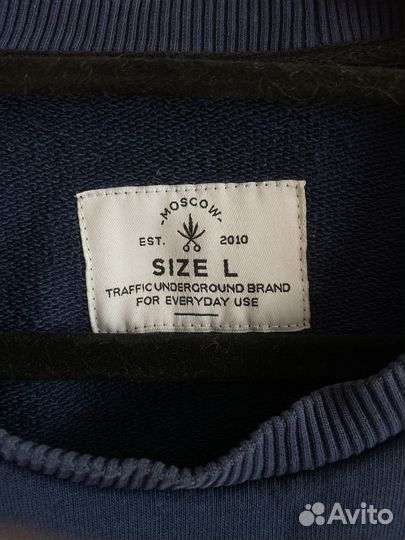 -MOSCOW-
EST. 2010
SIZE L
TRAFFIC UNDERGROUND BRAND
FOR EVERYDAY USE
Avito